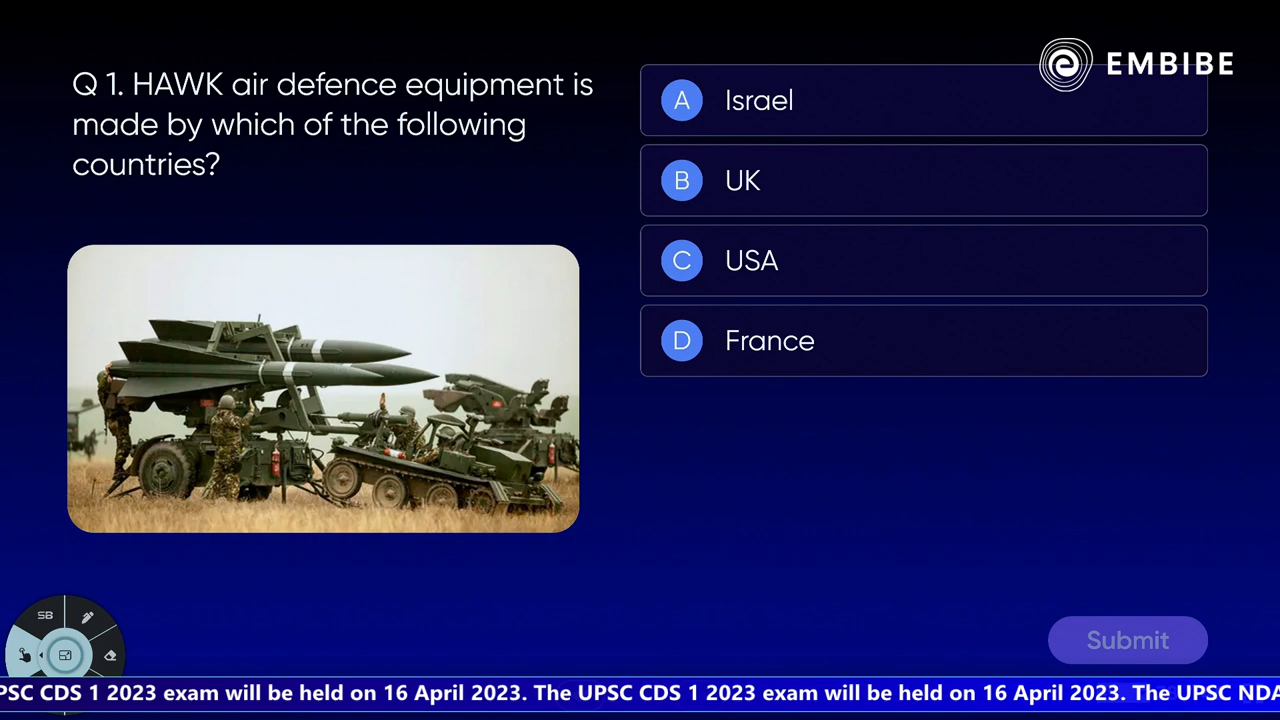 EMBIBE
Q 1. HAWK air defence equipment is
made by which of the following
countries?
A Israel
B UK
C USA
D France
SB
Submit
PSC CDS 1 2023 exam will be held on 16 April 2023. The UPSC CDS 1 2023 exam will be held on 16 April 2023. The UPSC NDA